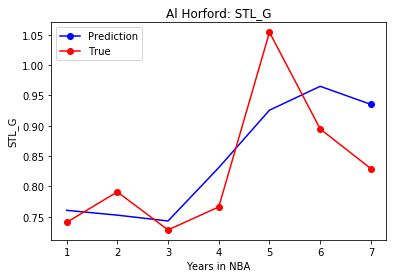 Al Horford: STL_G
Prediction
True
STL_G
1.05
1.00
0.95
0.90
0.85
0.80
0.75
1 2 3 4 5 6 7
Years in NBA